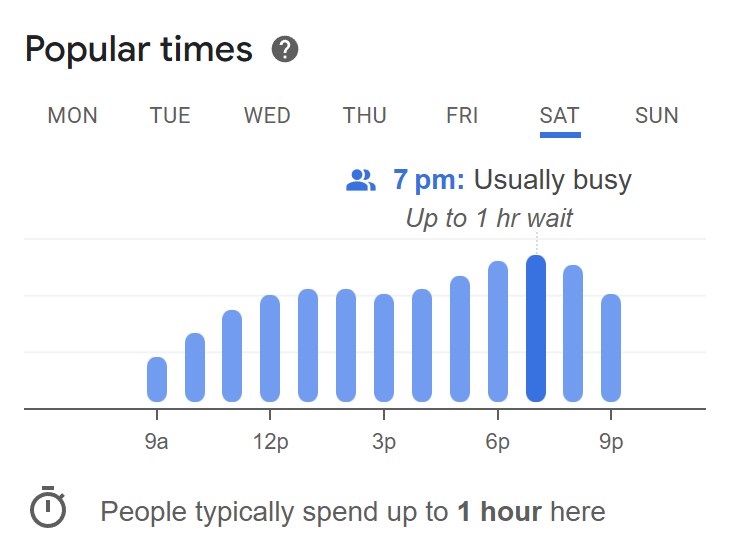 Popular times ?
MON TUE WED THU FRI SAT SUN
7 pm: Usually busy
Up to 1 hr wait
9a 12p 3p 6p 9p
People typically spend up to 1 hour here